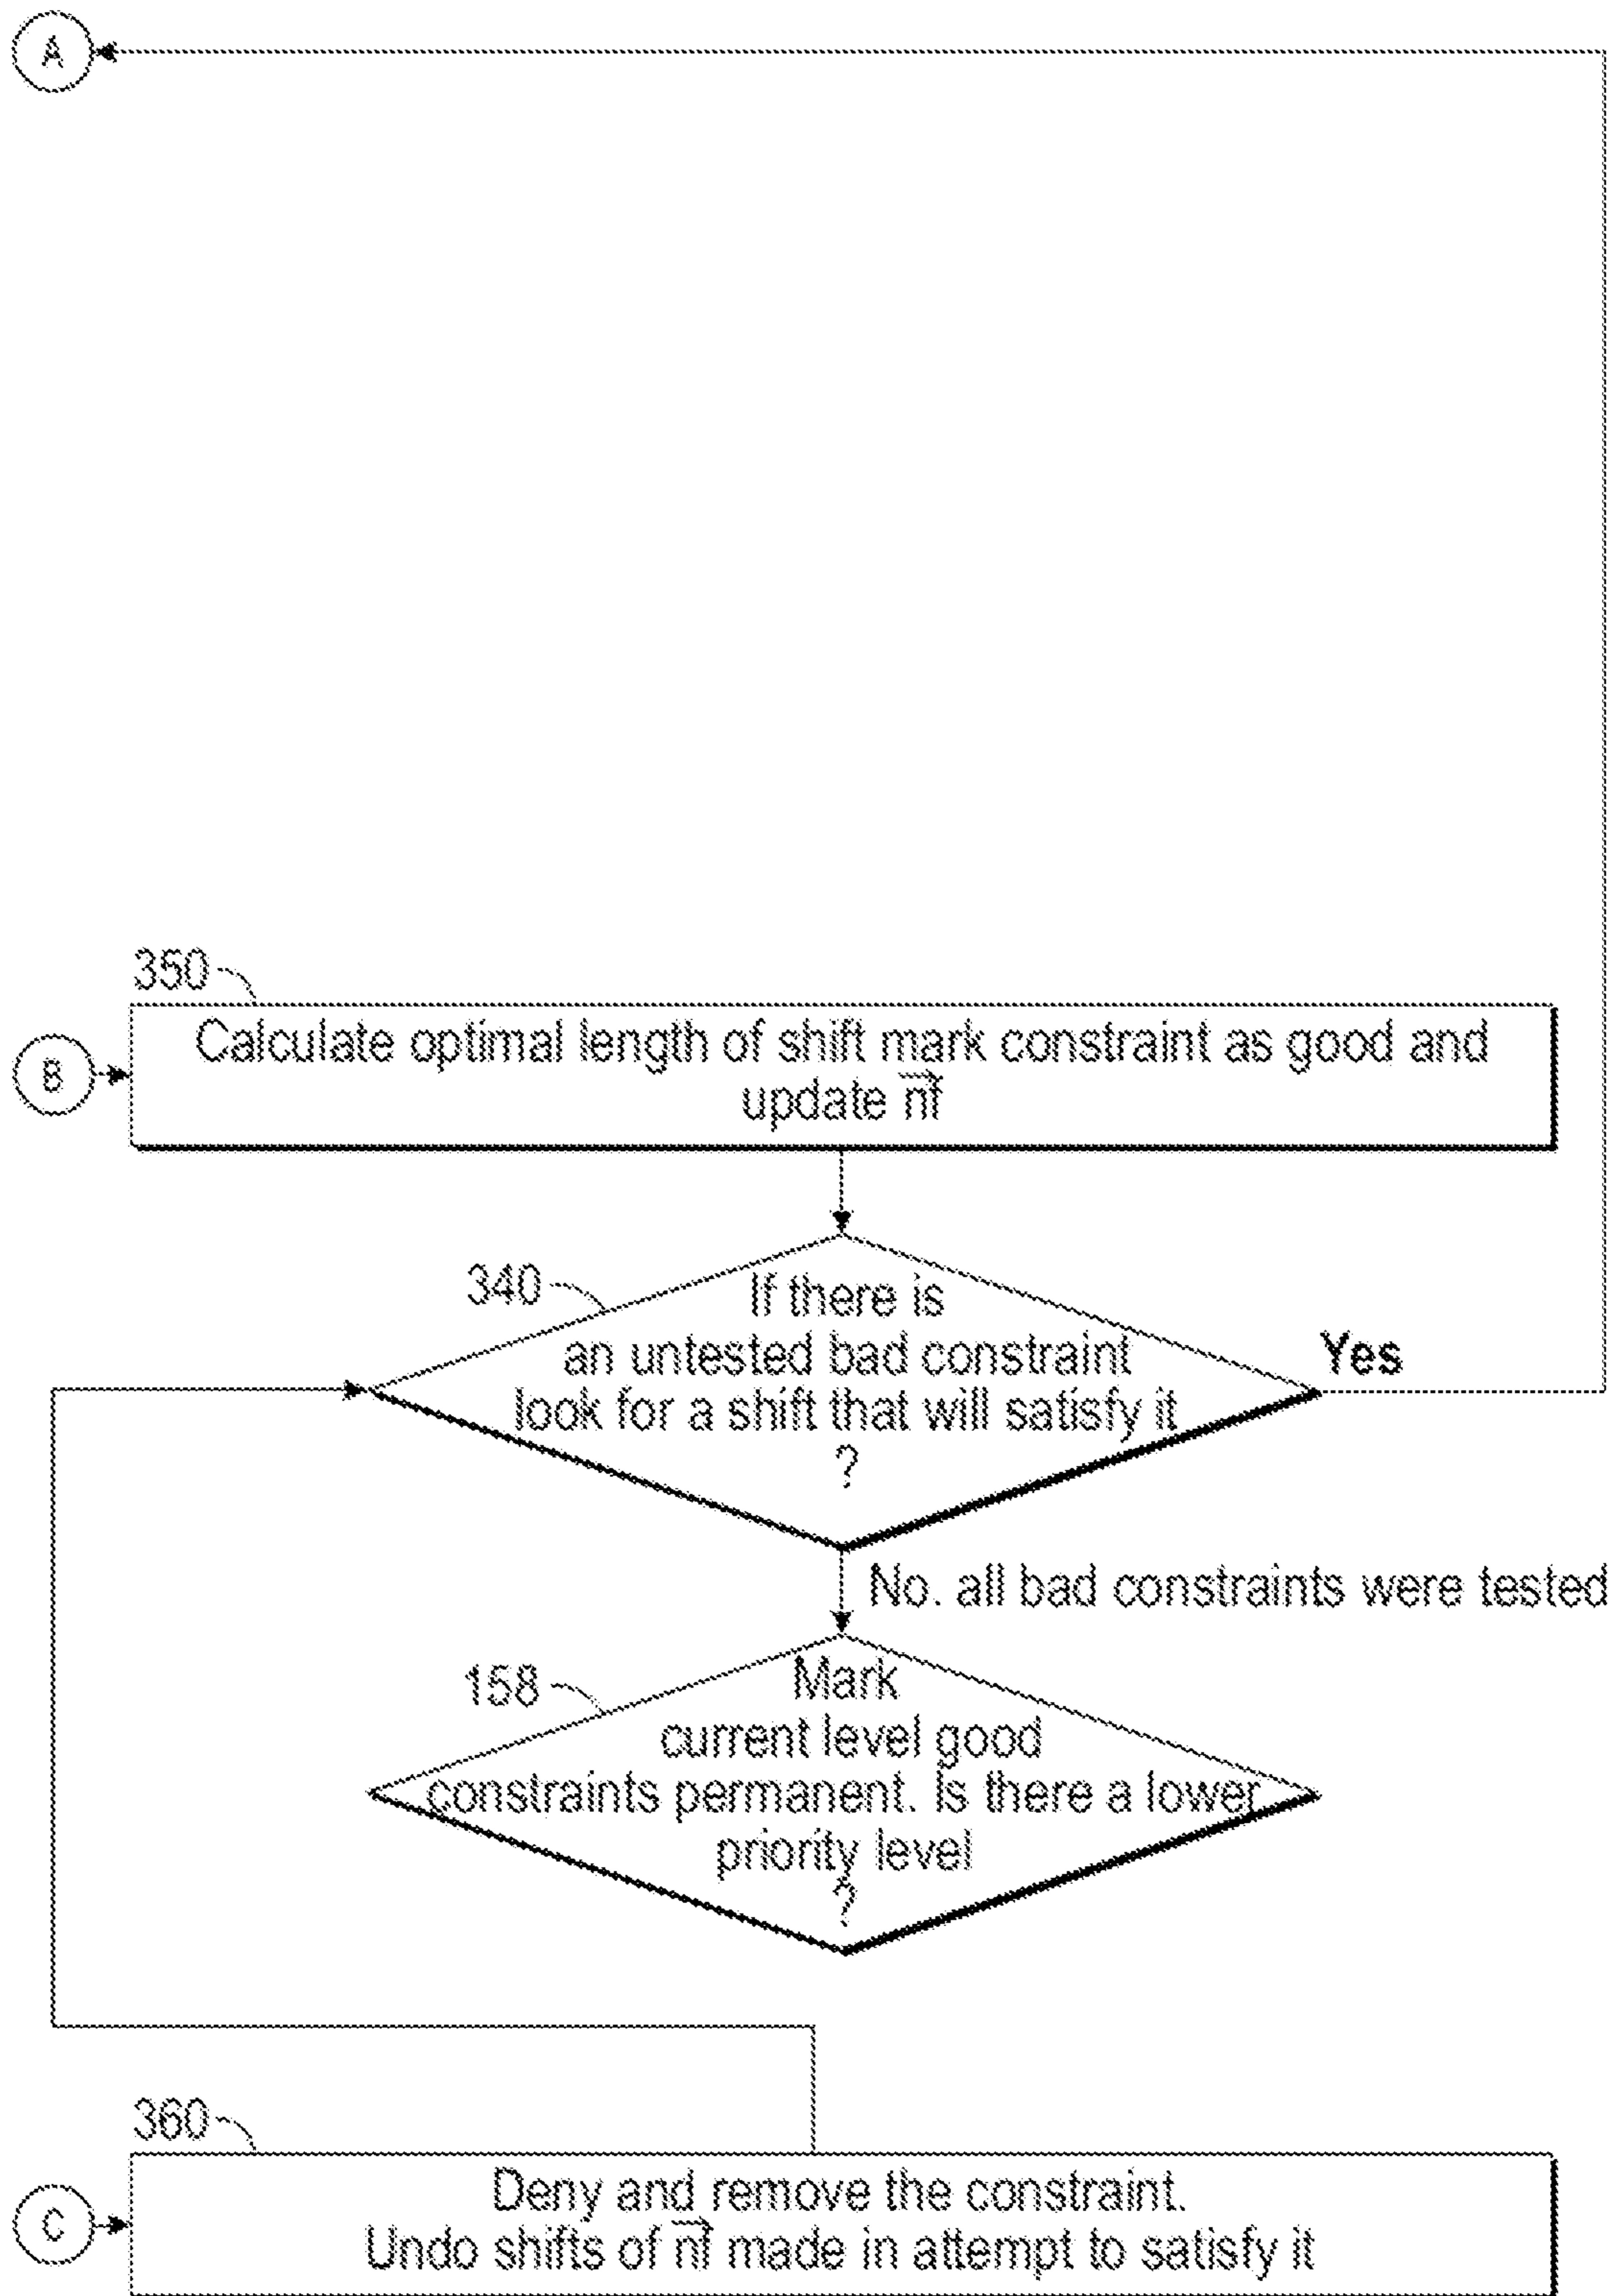 A
350
B
Calculate optimal length of shift mark constraint as good and
update n⃗f
340
If there is
an untested bad constraint
look for a shift that will satisfy it
?
Yes
No. all bad constraints were tested
158
Mark
current level good
constraints permanent. Is there a lower
priority level
?
360
C
Deny and remove the constraint.
Undo shifts of n⃗f made in attempt to satisfy it